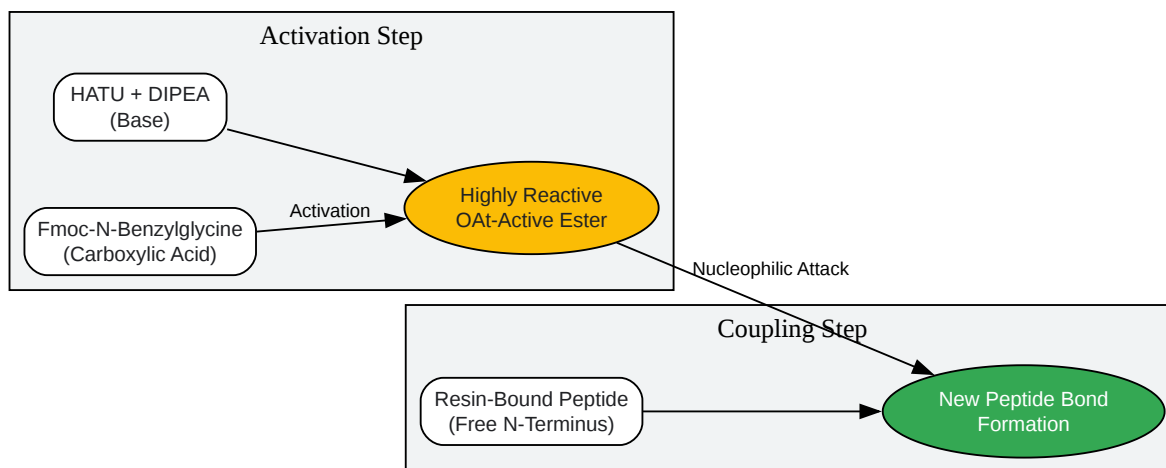 Activation Step
HATU + DIPEA
(Base)
Fmoc-N-Benzylglycine
(Carboxylic Acid)
Activation
Highly Reactive
OAt-Active Ester
Nucleophilic Attack
Coupling Step
Resin-Bound Peptide
(Free N-Terminus)
New Peptide Bond
Formation